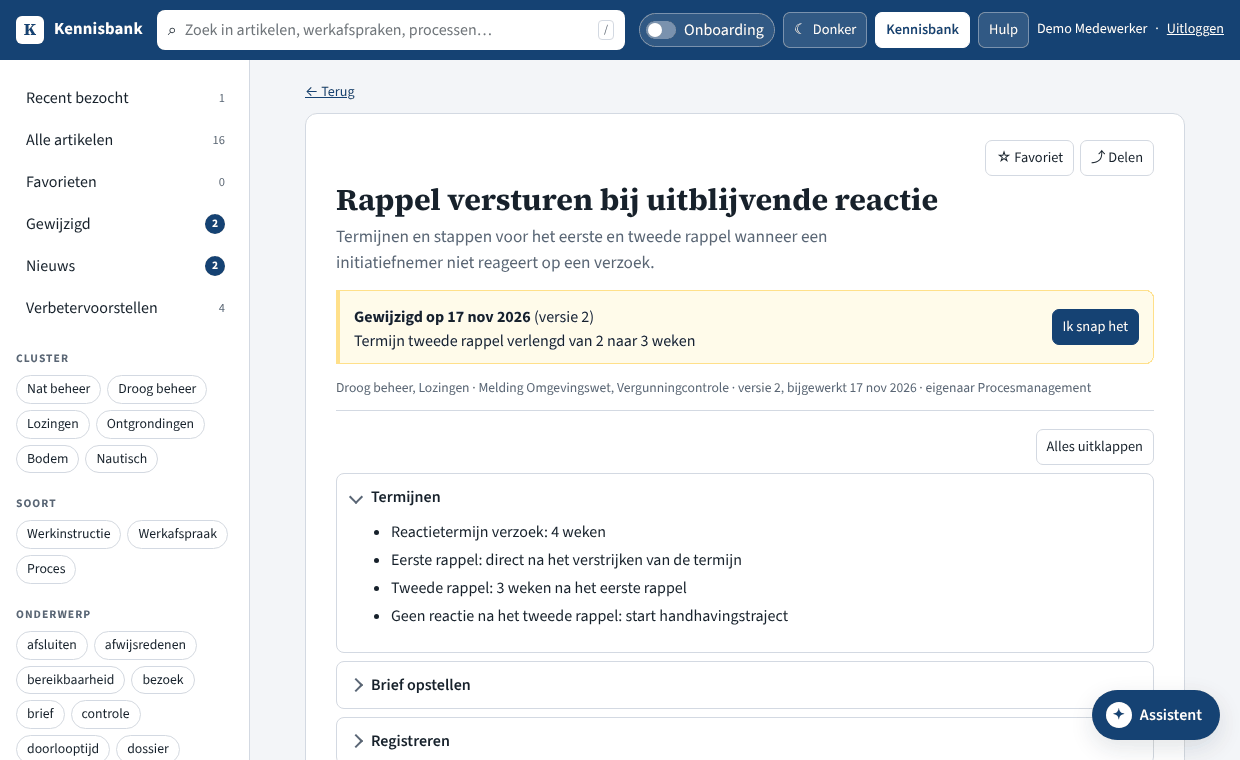 K Kennisbank
Zoek in artikelen, werkafspraken, processen…
/
Onboarding
Donker
Kennisbank
Hulp
Demo Medewerker · Uitloggen
Recent bezocht 1
Alle artikelen 16
Favorieten 0
Gewijzigd 2
Nieuws 2
Verbetervoorstellen 4
CLUSTER
Nat beheer Droog beheer
Lozingen Ontgrondingen
Bodem Nautisch
SOORT
Werkinstructie Werkafspraak
Proces
ONDERWERP
afsluiten afwijsredenen
bereikbaarheid bezoek
brief controle
doorlooptijd dossier
← Terug
☆ Favoriet
Delen
Rappel versturen bij uitblijvende reactie
Termijnen en stappen voor het eerste en tweede rappel wanneer een
initiatiefnemer niet reageert op een verzoek.
Gewijzigd op 17 nov 2026 (versie 2)
Termijn tweede rappel verlengd van 2 naar 3 weken
Ik snap het
Droog beheer, Lozingen · Melding Omgevingswet, Vergunningcontrole · versie 2, bijgewerkt 17 nov 2026 · eigenaar Procesmanagement
Alles uitklappen
Termijnen
• Reactietermijn verzoek: 4 weken
• Eerste rappel: direct na het verstrijken van de termijn
• Tweede rappel: 3 weken na het eerste rappel
• Geen reactie na het tweede rappel: start handhavingstraject
Brief opstellen
Registreren
Assistent